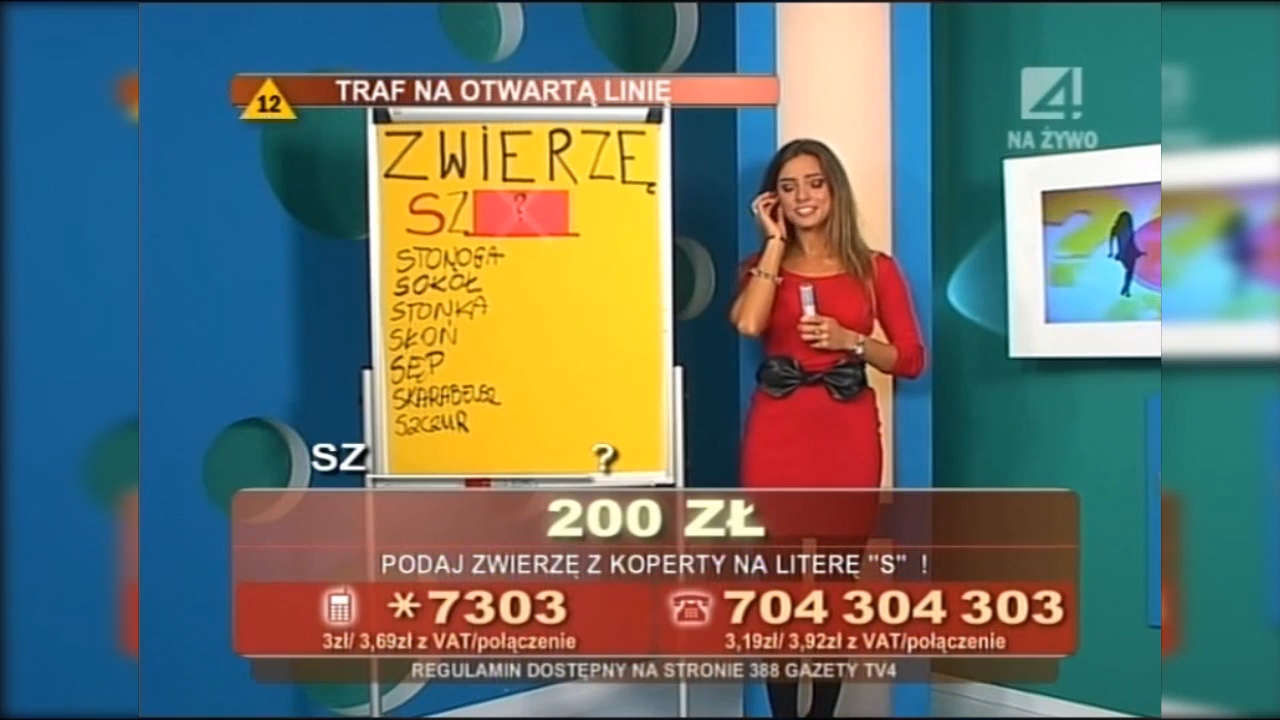 TRAF NA OTWARTĄ LINIĘ
12
4!
NA ŻYWO
ZWIERZĘ
SZ ?
STONOGA
SOKÓŁ
STONKA
SŁOŃ
SĘP
SKARABEUSZ
SZCZUR
SZ ?
200 ZŁ
PODAJ ZWIERZĘ Z KOPERTY NA LITERĘ "S" !
*7303
704 304 303
3zł/ 3,69zł z VAT/połączenie
3,19zł/ 3,92zł z VAT/połączenie
REGULAMIN DOSTĘPNY NA STRONIE 388 GAZETY TV4